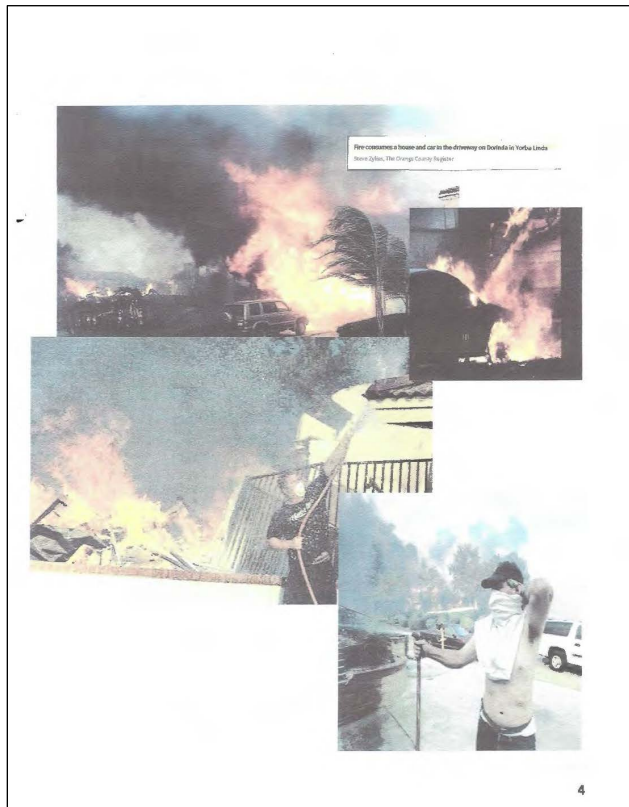 Fire consumes a house and car in the driveway on Dorinda in Yorba Linda
Steve Zylius, The Orange County Register
4